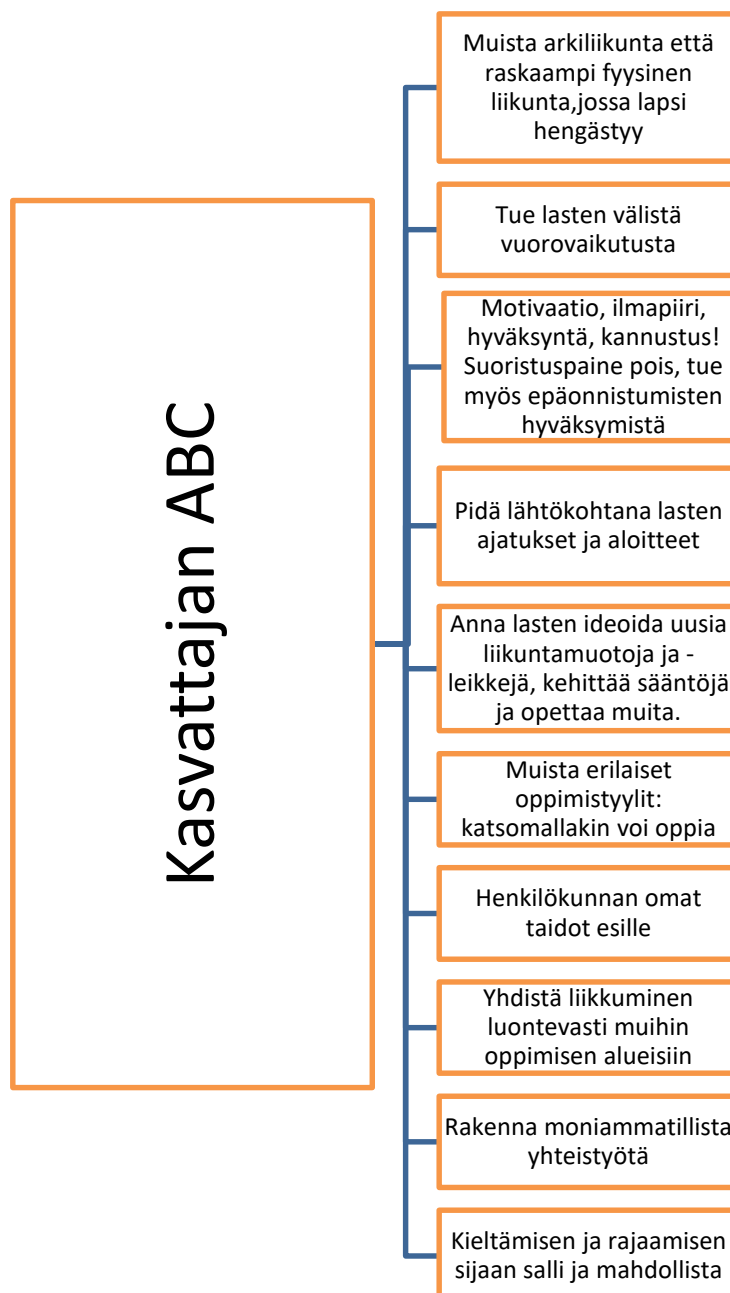 Kasvattajan ABC
Muista arkiliikunta että
raskaampi fyysinen
liikunta,jossa lapsi
hengästyy
Tue lasten välistä
vuorovaikutusta
Motivaatio, ilmapiiri,
hyväksyntä, kannustus!
Suoristuspaine pois, tue
myös epäonnistumisten
hyväksymistä
Pidä lähtökohtana lasten
ajatukset ja aloitteet
Anna lasten ideoida uusia
liikuntamuotoja ja -
leikkejä, kehittää sääntöjä
ja opettaa muita.
Muista erilaiset
oppimistyylit:
katsomallakin voi oppia
Henkilökunnan omat
taidot esille
Yhdistä liikkuminen
luontevasti muihin
oppimisen alueisiin
Rakenna moniammatillista
yhteistyötä
Kieltämisen ja rajaamisen
sijaan salli ja mahdollista